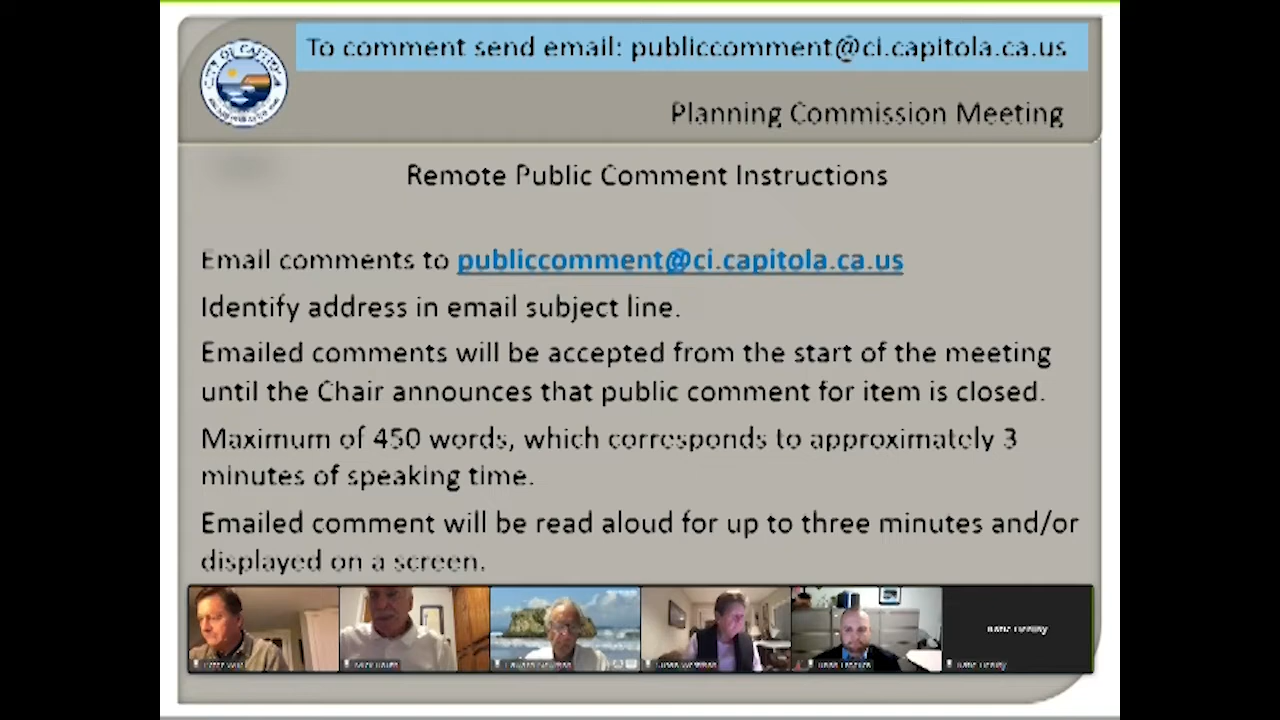 To comment send email: publiccomment@ci.capitola.ca.us
CITY OF CAPITOLA
Planning Commission Meeting
Remote Public Comment Instructions
Email comments to publiccomment@ci.capitola.ca.us
Identify address in email subject line.
Emailed comments will be accepted from the start of the meeting
until the Chair announces that public comment for item is closed.
Maximum of 450 words, which corresponds to approximately 3
minutes of speaking time.
Emailed comment will be read aloud for up to three minutes and/or
displayed on a screen.